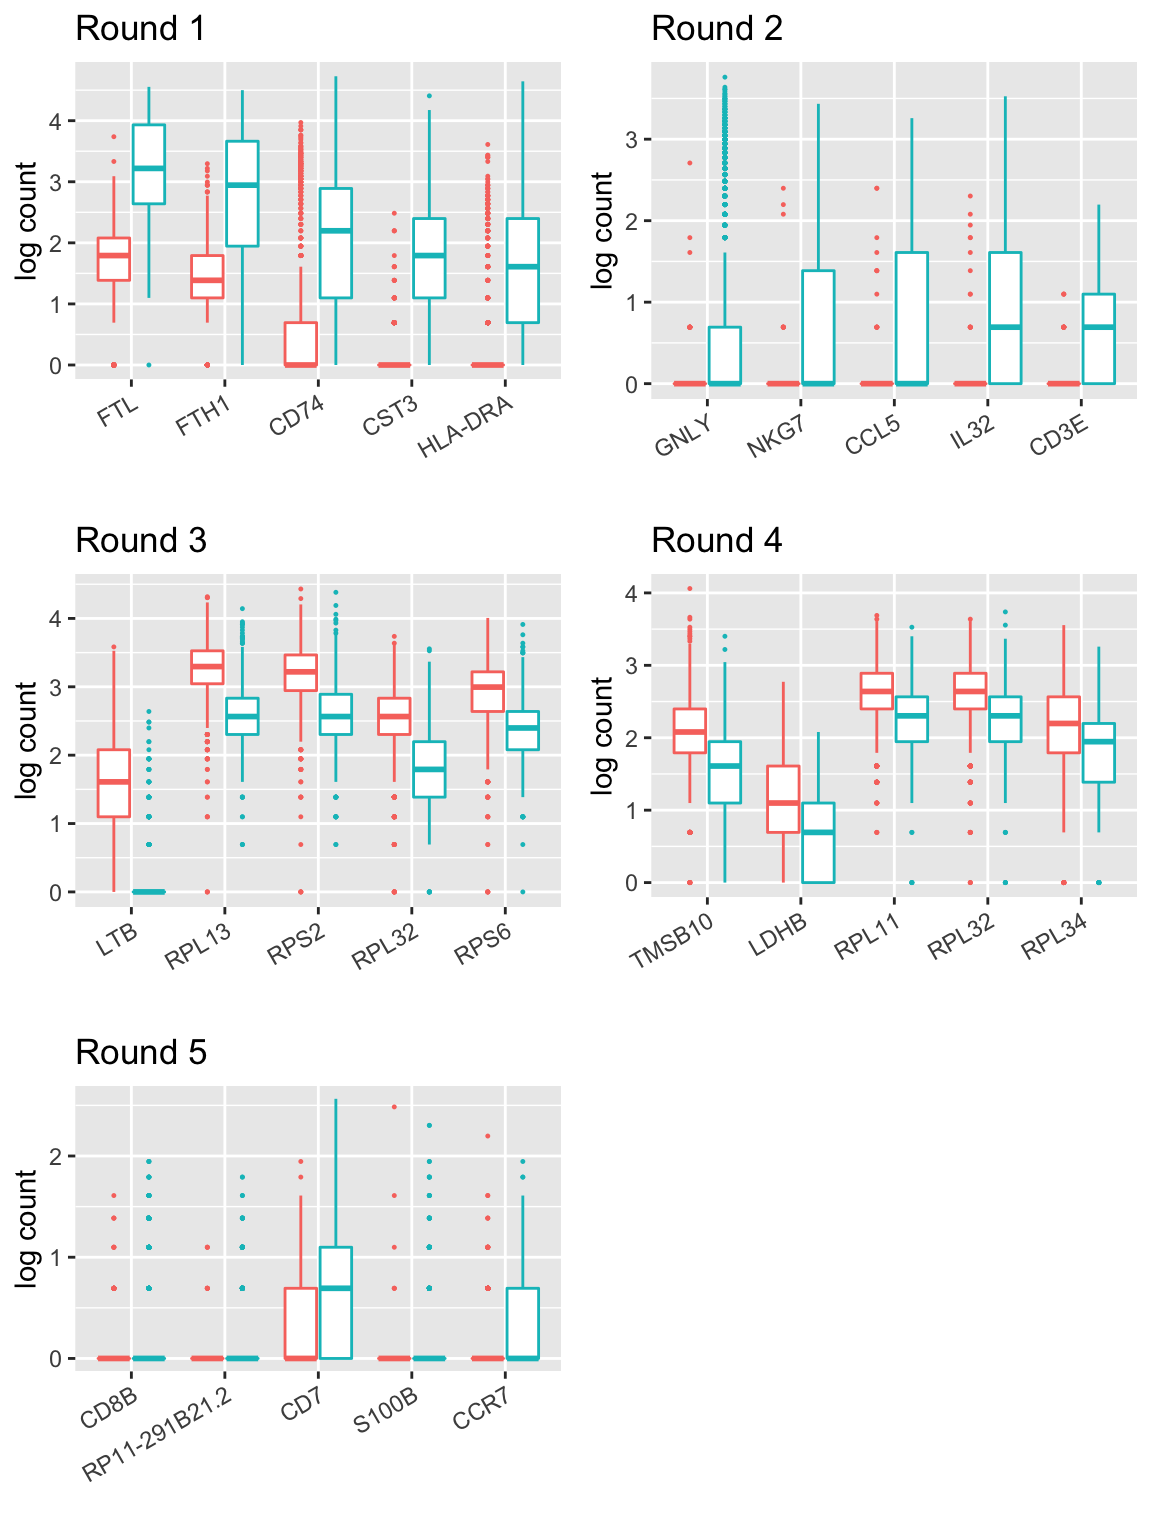 Round 1
log count
4
3
2
1
0
FTL
FTH1
CD74
CST3
HLA-DRA
Round 2
log count
3
2
1
0
GNLY
NKG7
CCL5
IL32
CD3E
Round 3
log count
4
3
2
1
0
LTB
RPL13
RPS2
RPL32
RPS6
Round 4
log count
4
3
2
1
0
TMSB10
LDHB
RPL11
RPL32
RPL34
Round 5
log count
2
1
0
CD8B
RP11-291B21.2
CD7
S100B
CCR7